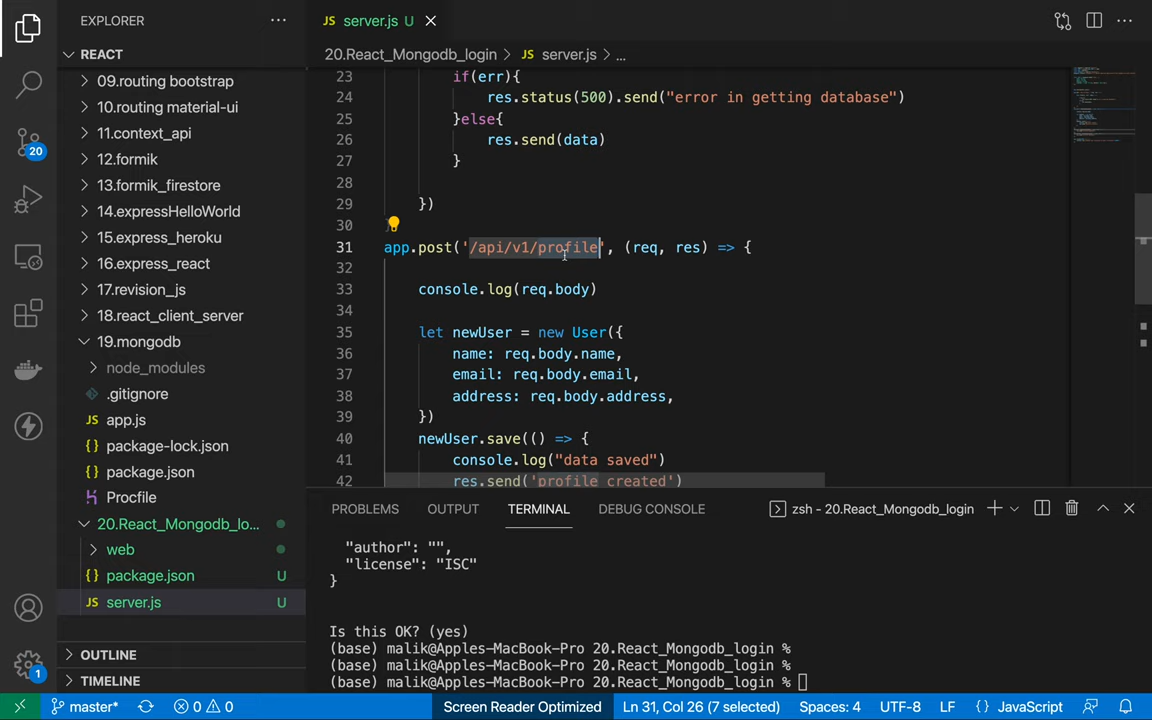 EXPLORER
REACT
09.routing bootstrap
10.routing material-ui
11.context_api
12.formik
13.formik_firestore
14.expressHelloWorld
15.express_heroku
16.express_react
17.revision_js
18.react_client_server
19.mongodb
node_modules
.gitignore
JS app.js
{} package-lock.json
{} package.json
Procfile
20.React_Mongodb_lo...
web
{} package.json U
JS server.js U
OUTLINE
TIMELINE
20
1
JS server.js U
20.React_Mongodb_login > JS server.js > ...
23 if(err){
24 res.status(500).send("error in getting database")
25 }else{
26 res.send(data)
27 }
28
29 })
30
31 app.post('/api/v1/profile', (req, res) => {
32
33 console.log(req.body)
34
35 let newUser = new User({
36 name: req.body.name,
37 email: req.body.email,
38 address: req.body.address,
39 })
40 newUser.save(() => {
41 console.log("data saved")
42 res.send('profile created')
PROBLEMS OUTPUT TERMINAL DEBUG CONSOLE zsh - 20.React_Mongodb_login
"author": "",
"license": "ISC"
}
Is this OK? (yes)
(base) malik@Apples-MacBook-Pro 20.React_Mongodb_login %
(base) malik@Apples-MacBook-Pro 20.React_Mongodb_login %
(base) malik@Apples-MacBook-Pro 20.React_Mongodb_login %
master* 0 0 Screen Reader Optimized Ln 31, Col 26 (7 selected) Spaces: 4 UTF-8 LF {} JavaScript